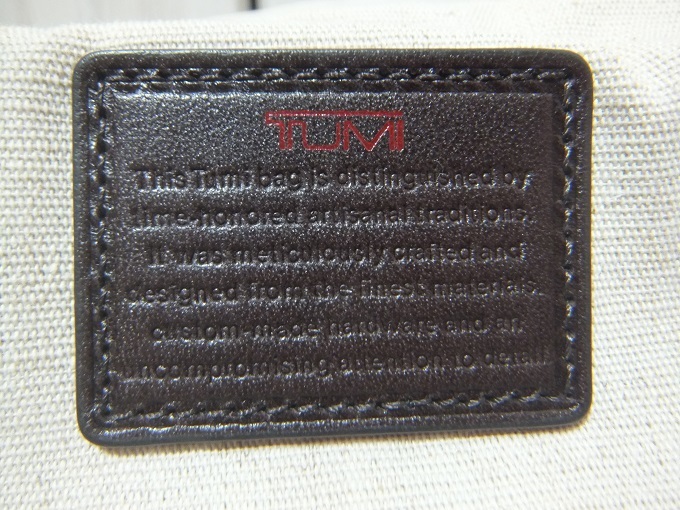 TUMI
This Tumi bag is distinguished by
time-honored artisanal traditions.
It was meticulously crafted and
designed from the finest materials,
custom-made hardware and an
uncompromising attention to detail.